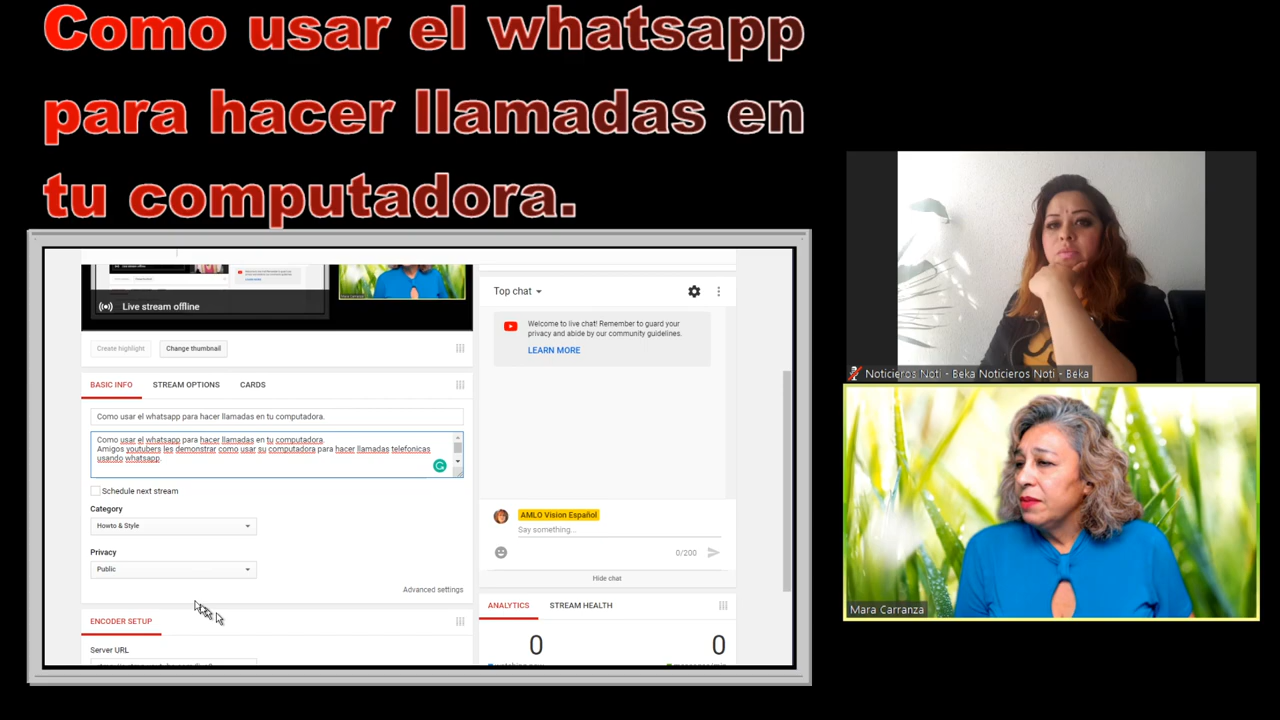 Como usar el whatsapp
para hacer llamadas en
tu computadora.
Live stream offline
Mara Carranza
Create highlight
Change thumbnail
BASIC INFO
STREAM OPTIONS
CARDS
Como usar el whatsapp para hacer llamadas en tu computadora.
Como usar el whatsapp para hacer llamadas en tu computadora.
Amigos youtubers les demonstrar como usar su computadora para hacer llamadas telefonicas
usando whatsapp.
Schedule next stream
Category
Howto & Style
Privacy
Public
Advanced settings
ENCODER SETUP
Server URL
Top chat
Welcome to live chat! Remember to guard your
privacy and abide by our community guidelines.
LEARN MORE
AMLO Vision Español
Say something...
0/200
Hide chat
ANALYTICS
STREAM HEALTH
0
0
Noticieros Noti - Beka Noticieros Noti - Beka
Mara Carranza